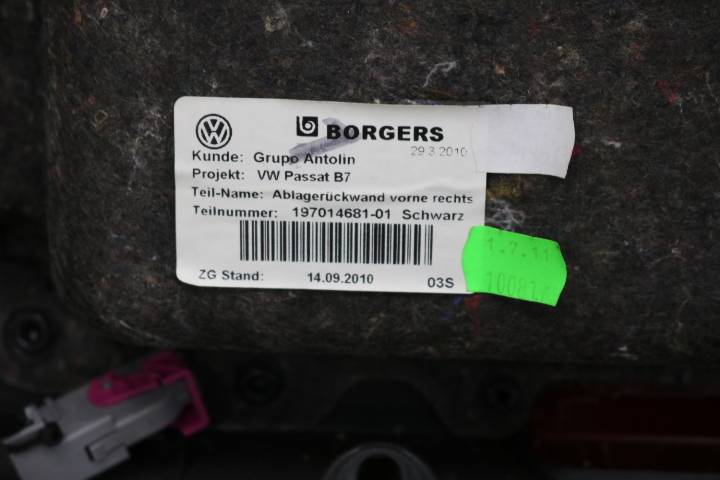 BORGERS
29.3.2010
Kunde: Grupo Antolin
Projekt: VW Passat B7
Teil-Name: Ablagerückwand vorne rechts
Teilnummer: 197014681-01 Schwarz
ZG Stand: 14.09.2010 03S
1.7.11